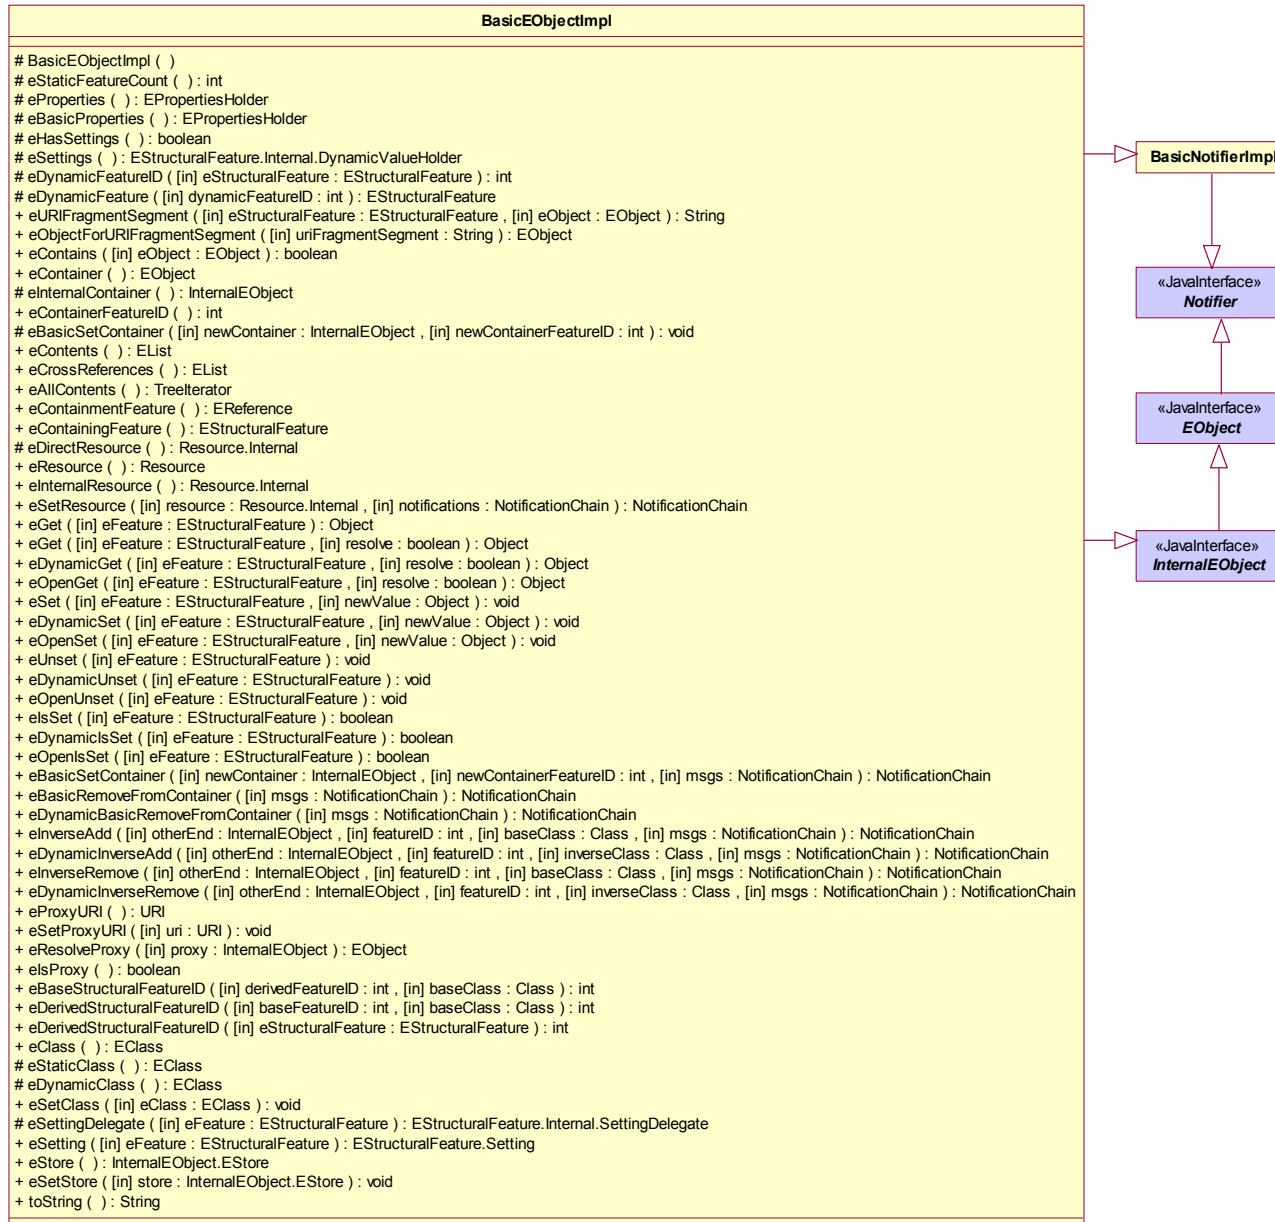 BasicEObjectImpl
# BasicEObjectImpl ( )
# eStaticFeatureCount ( ) : int
# eProperties ( ) : EPropertiesHolder
# eBasicProperties ( ) : EPropertiesHolder
# eHasSettings ( ) : boolean
# eSettings ( ) : EStructuralFeature.Internal.DynamicValueHolder
# eDynamicFeatureID ( [in] eStructuralFeature : EStructuralFeature ) : int
# eDynamicFeature ( [in] dynamicFeatureID : int ) : EStructuralFeature
+ eURIFragmentSegment ( [in] eStructuralFeature : EStructuralFeature , [in] eObject : EObject ) : String
+ eObjectForURIFragmentSegment ( [in] uriFragmentSegment : String ) : EObject
+ eContains ( [in] eObject : EObject ) : boolean
+ eContainer ( ) : EObject
# eInternalContainer ( ) : InternalEObject
+ eContainerFeatureID ( ) : int
# eBasicSetContainer ( [in] newContainer : InternalEObject , [in] newContainerFeatureID : int ) : void
+ eContents ( ) : EList
+ eCrossReferences ( ) : EList
+ eAllContents ( ) : TreeIterator
+ eContainmentFeature ( ) : EReference
+ eContainingFeature ( ) : EStructuralFeature
# eDirectResource ( ) : Resource.Internal
+ eResource ( ) : Resource
+ eInternalResource ( ) : Resource.Internal
+ eSetResource ( [in] resource : Resource.Internal , [in] notifications : NotificationChain ) : NotificationChain
+ eGet ( [in] eFeature : EStructuralFeature ) : Object
+ eGet ( [in] eFeature : EStructuralFeature , [in] resolve : boolean ) : Object
+ eDynamicGet ( [in] eFeature : EStructuralFeature , [in] resolve : boolean ) : Object
+ eOpenGet ( [in] eFeature : EStructuralFeature , [in] resolve : boolean ) : Object
+ eSet ( [in] eFeature : EStructuralFeature , [in] newValue : Object ) : void
+ eDynamicSet ( [in] eFeature : EStructuralFeature , [in] newValue : Object ) : void
+ eOpenSet ( [in] eFeature : EStructuralFeature , [in] newValue : Object ) : void
+ eUnset ( [in] eFeature : EStructuralFeature ) : void
+ eDynamicUnset ( [in] eFeature : EStructuralFeature ) : void
+ eOpenUnset ( [in] eFeature : EStructuralFeature ) : void
+ eIsSet ( [in] eFeature : EStructuralFeature ) : boolean
+ eDynamicIsSet ( [in] eFeature : EStructuralFeature ) : boolean
+ eOpenIsSet ( [in] eFeature : EStructuralFeature ) : boolean
+ eBasicSetContainer ( [in] newContainer : InternalEObject , [in] newContainerFeatureID : int , [in] msgs : NotificationChain ) : NotificationChain
+ eBasicRemoveFromContainer ( [in] msgs : NotificationChain ) : NotificationChain
+ eDynamicBasicRemoveFromContainer ( [in] msgs : NotificationChain ) : NotificationChain
+ eInverseAdd ( [in] otherEnd : InternalEObject , [in] featureID : int , [in] baseClass : Class , [in] msgs : NotificationChain ) : NotificationChain
+ eDynamicInverseAdd ( [in] otherEnd : InternalEObject , [in] featureID : int , [in] inverseClass : Class , [in] msgs : NotificationChain ) : NotificationChain
+ eInverseRemove ( [in] otherEnd : InternalEObject , [in] featureID : int , [in] baseClass : Class , [in] msgs : NotificationChain ) : NotificationChain
+ eDynamicInverseRemove ( [in] otherEnd : InternalEObject , [in] featureID : int , [in] inverseClass : Class , [in] msgs : NotificationChain ) : NotificationChain
+ eProxyURI ( ) : URI
+ eSetProxyURI ( [in] uri : URI ) : void
+ eResolveProxy ( [in] proxy : InternalEObject ) : EObject
+ eIsProxy ( ) : boolean
+ eBaseStructuralFeatureID ( [in] derivedFeatureID : int , [in] baseClass : Class ) : int
+ eDerivedStructuralFeatureID ( [in] baseFeatureID : int , [in] baseClass : Class ) : int
+ eDerivedStructuralFeatureID ( [in] eStructuralFeature : EStructuralFeature ) : int
+ eClass ( ) : EClass
# eStaticClass ( ) : EClass
# eDynamicClass ( ) : EClass
+ eSetClass ( [in] eClass : EClass ) : void
# eSettingDelegate ( [in] eFeature : EStructuralFeature ) : EStructuralFeature.Internal.SettingDelegate
+ eSetting ( [in] eFeature : EStructuralFeature ) : EStructuralFeature.Setting
+ eStore ( ) : InternalEObject.EStore
+ eSetStore ( [in] store : InternalEObject.EStore ) : void
+ toString ( ) : String
BasicNotifierImpl
«JavaInterface»
Notifier
«JavaInterface»
EObject
«JavaInterface»
InternalEObject